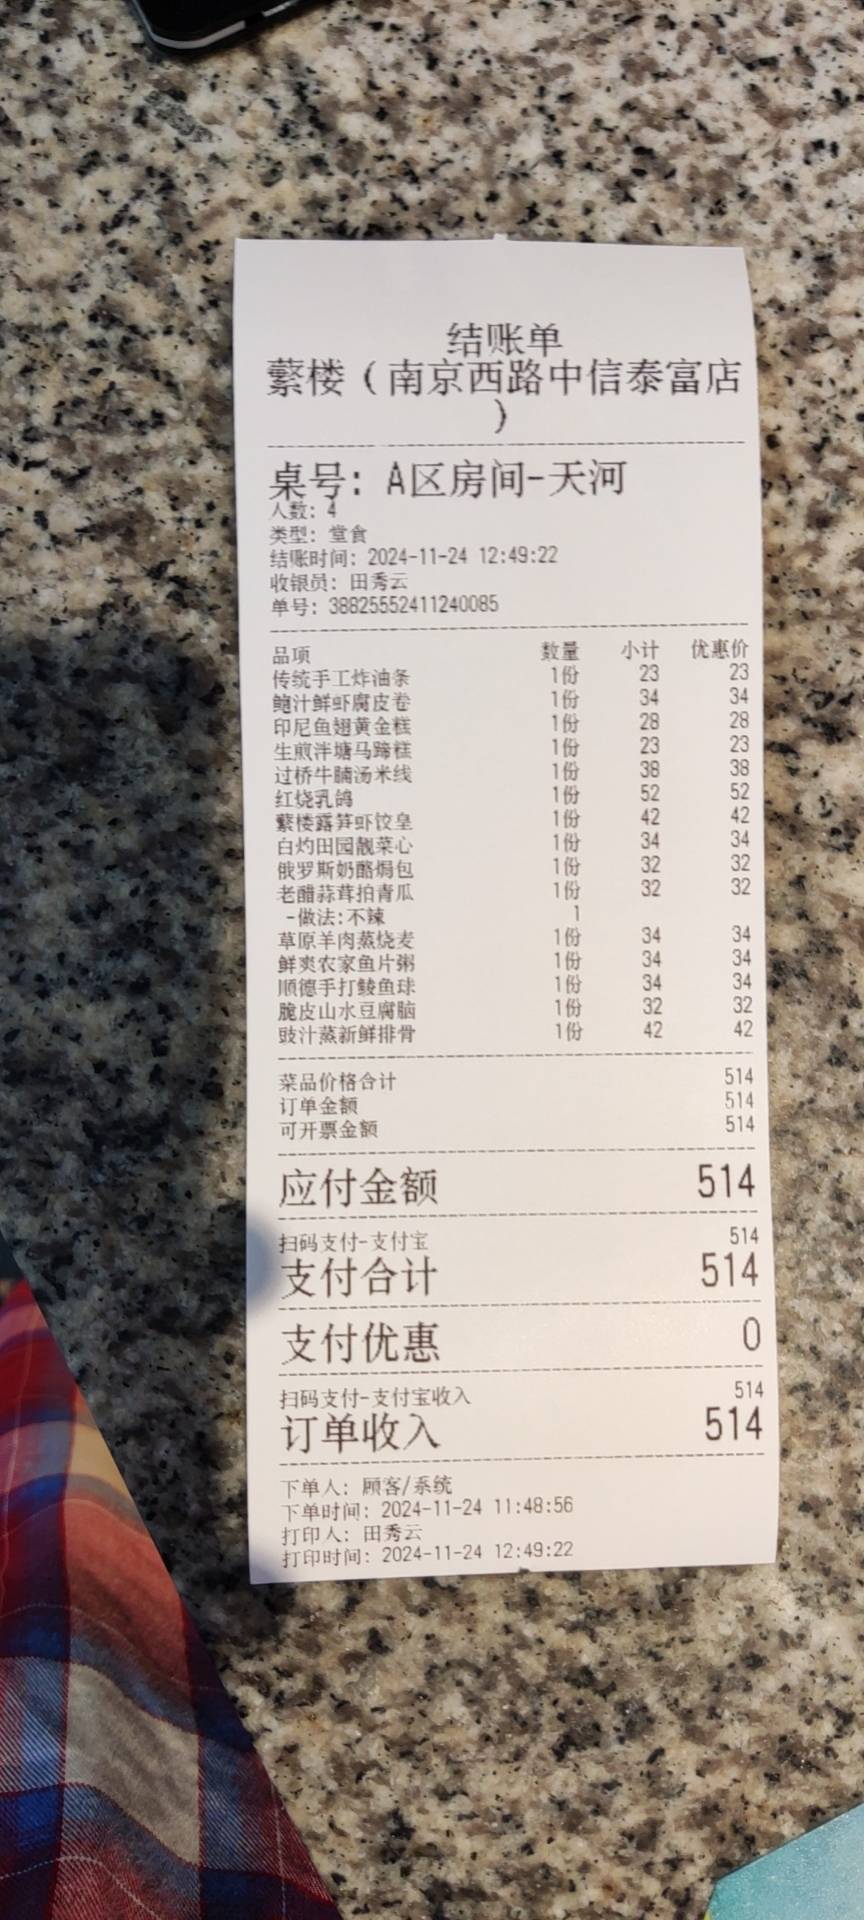 结账单
蘩楼（南京西路中信泰富店
）
桌号: A区房间-天河
人数: 4
类型: 堂食
结账时间: 2024-11-24 12:49:22
收银员: 田秀云
单号: 38825552411240085
品项 数量 小计 优惠价
传统手工炸油条 1份 23 23
鲍汁鲜虾腐皮卷 1份 34 34
印尼鱼翅黄金糕 1份 28 28
生煎泮塘马蹄糕 1份 23 23
过桥牛腩汤米线 1份 38 38
红烧乳鸽 1份 52 52
蘩楼露笋虾饺皇 1份 42 42
白灼田园靓菜心 1份 34 34
俄罗斯奶酪焗包 1份 32 32
老醋蒜茸拍青瓜 1份 32 32
-做法:不辣 1
草原羊肉蒸烧麦 1份 34 34
鲜爽农家鱼片粥 1份 34 34
顺德手打鲮鱼球 1份 34 34
脆皮山水豆腐脑 1份 32 32
豉汁蒸新鲜排骨 1份 42 42
菜品价格合计 514
订单金额 514
可开票金额 514
应付金额 514
扫码支付-支付宝 514
支付合计 514
支付优惠 0
扫码支付-支付宝收入 514
订单收入 514
下单人: 顾客/系统
下单时间: 2024-11-24 11:48:56
打印人: 田秀云
打印时间: 2024-11-24 12:49:22